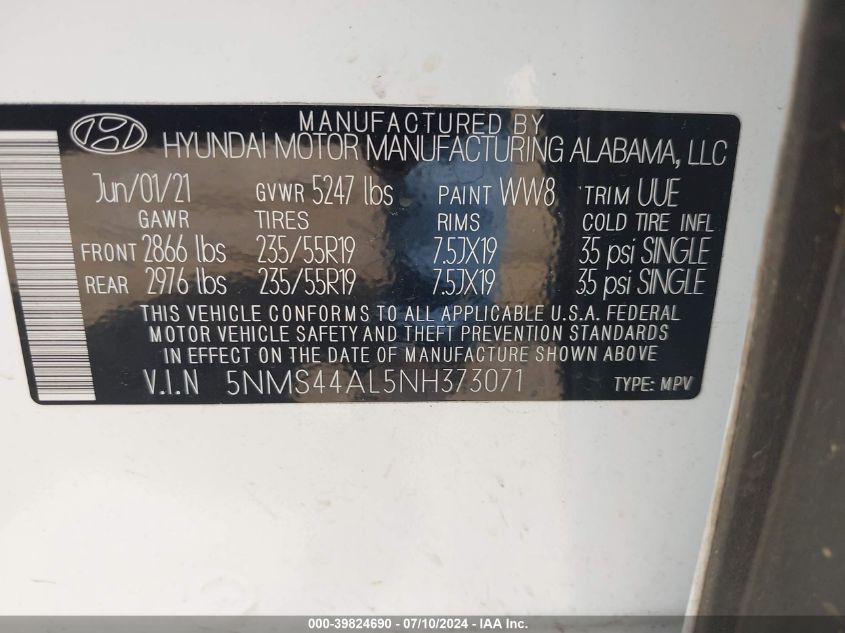 MANUFACTURED BY
HYUNDAI MOTOR MANUFACTURING ALABAMA, LLC
Jun/01/21 GVWR 5247 lbs PAINT WW8 TRIM UUE
GAWR TIRES RIMS COLD TIRE INFL
FRONT 2866 lbs 235/55R19 7.5JX19 35 psi SINGLE
REAR 2976 lbs 235/55R19 7.5JX19 35 psi SINGLE
THIS VEHICLE CONFORMS TO ALL APPLICABLE U.S.A. FEDERAL
MOTOR VEHICLE SAFETY AND THEFT PREVENTION STANDARDS
IN EFFECT ON THE DATE OF MANUFACTURE SHOWN ABOVE
V.I.N 5NMS44AL5NH373071 TYPE: MPV
000-39824690 - 07/10/2024 - IAA Inc.